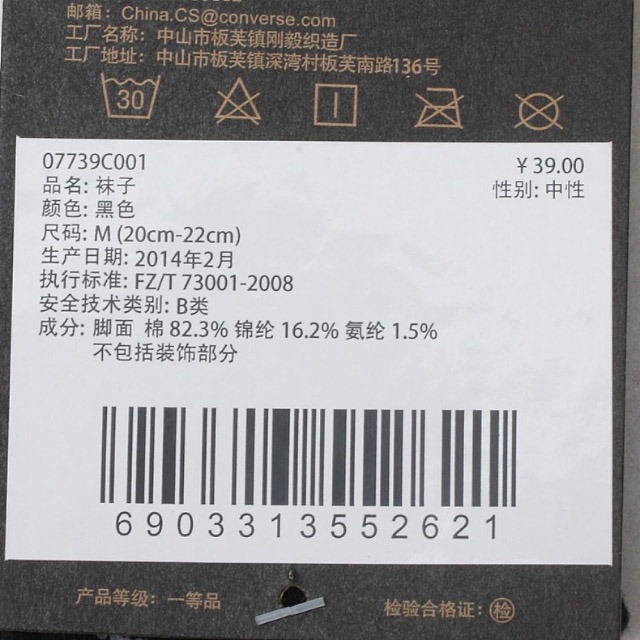 邮箱: China.CS@converse.com
工厂名称: 中山市板芙镇刚毅织造厂
工厂地址: 中山市板芙镇深湾村板芙南路136号
30
07739C001 ¥39.00
品名: 袜子 性别: 中性
颜色: 黑色
尺码: M (20cm-22cm)
生产日期: 2014年2月
执行标准: FZ/T 73001-2008
安全技术类别: B类
成分: 脚面 棉 82.3% 锦纶 16.2% 氨纶 1.5%
不包括装饰部分
6903313552621
产品等级: 一等品 检验合格证: 检